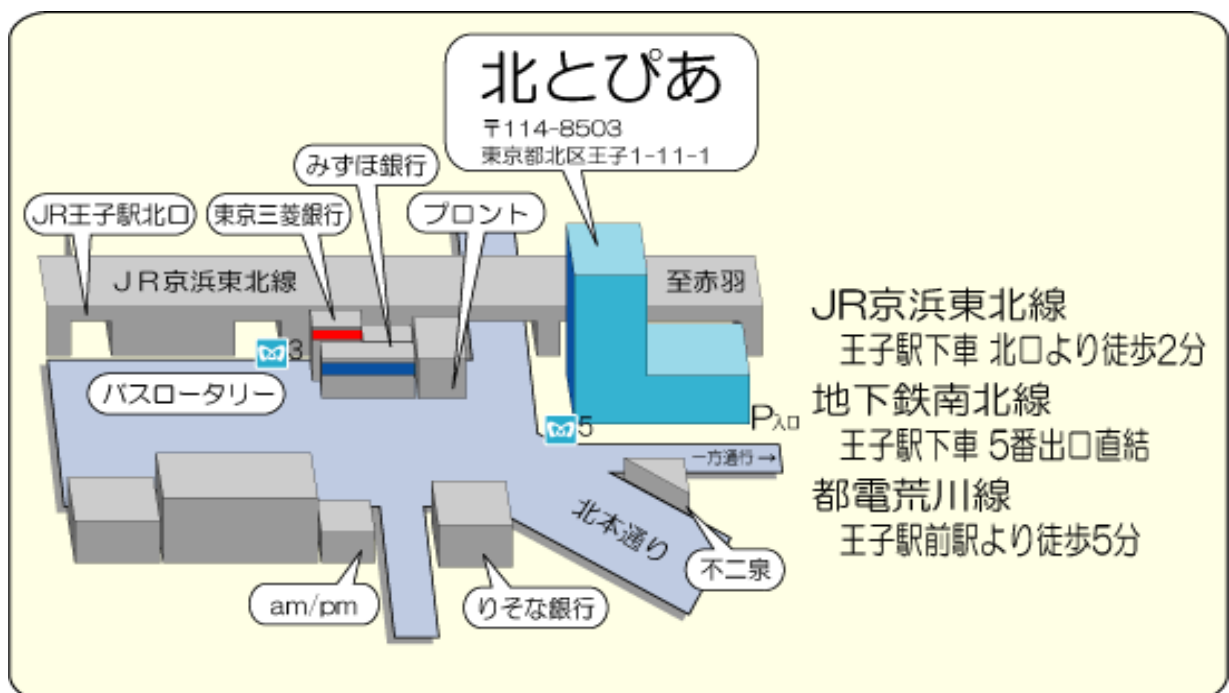 北とぴあ
〒114-8503
東京都北区王子1-11-1
みずほ銀行
JR王子駅北口
東京三菱銀行
プロント
JR京浜東北線
至赤羽
3
バスロータリー
5
P入口
一方通行→
北本通り
不二泉
am/pm
りそな銀行
JR京浜東北線
王子駅下車 北口より徒歩2分
地下鉄南北線
王子駅下車 5番出口直結
都電荒川線
王子駅前駅より徒歩5分